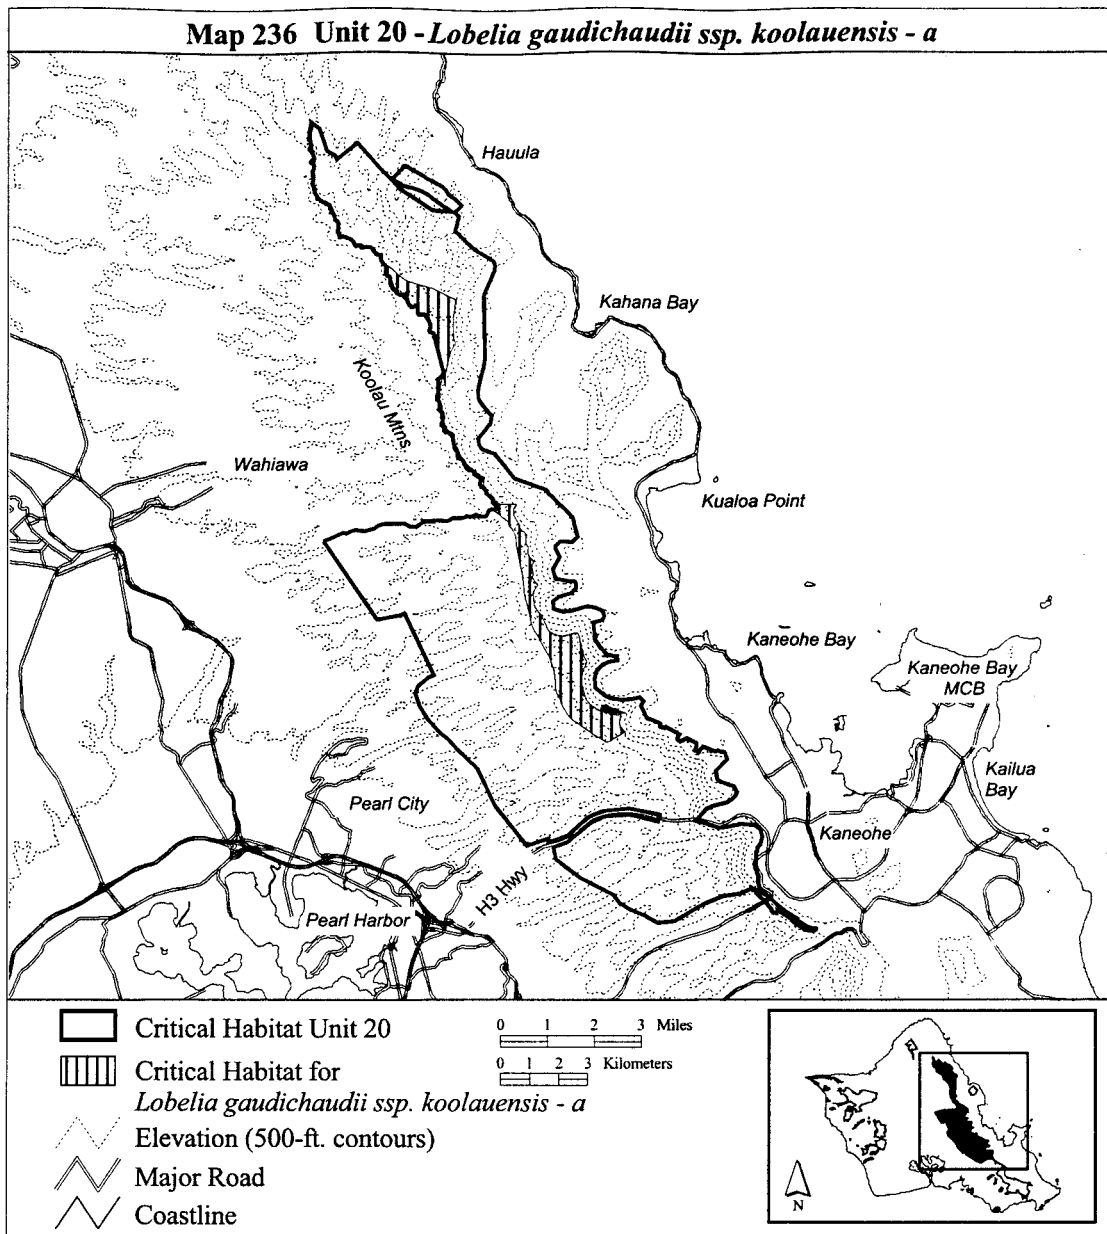 Map 236 Unit 20 - Lobelia gaudichaudii ssp. koolauensis - a
Hauula
Kahana Bay
Koolau Mtns
Wahiawa
Kualoa Point
Kaneohe Bay
Kaneohe Bay
MCB
Kailua
Bay
Pearl City
Kaneohe
H3 Hwy
Pearl Harbor
Critical Habitat Unit 20
0 1 2 3 Miles
0 1 2 3 Kilometers
Critical Habitat for
Lobelia gaudichaudii ssp. koolauensis - a
Elevation (500-ft. contours)
Major Road
Coastline
N